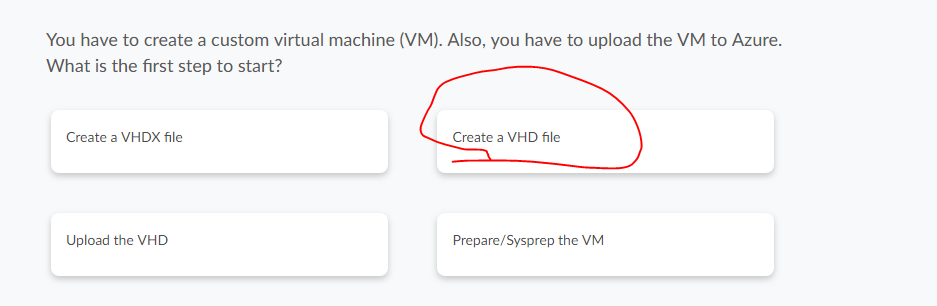 You have to create a custom virtual machine (VM). Also, you have to upload the VM to Azure.
What is the first step to start?
Create a VHDX file
Create a VHD file
Upload the VHD
Prepare/Sysprep the VM